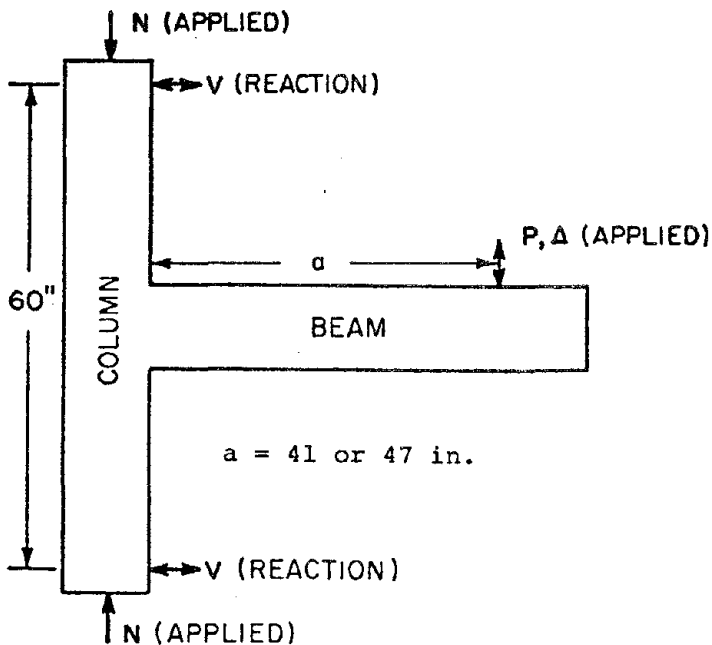 N (APPLIED)
V (REACTION)
P, Δ (APPLIED)
a
60"
COLUMN
BEAM
a = 41 or 47 in.
V (REACTION)
N (APPLIED)